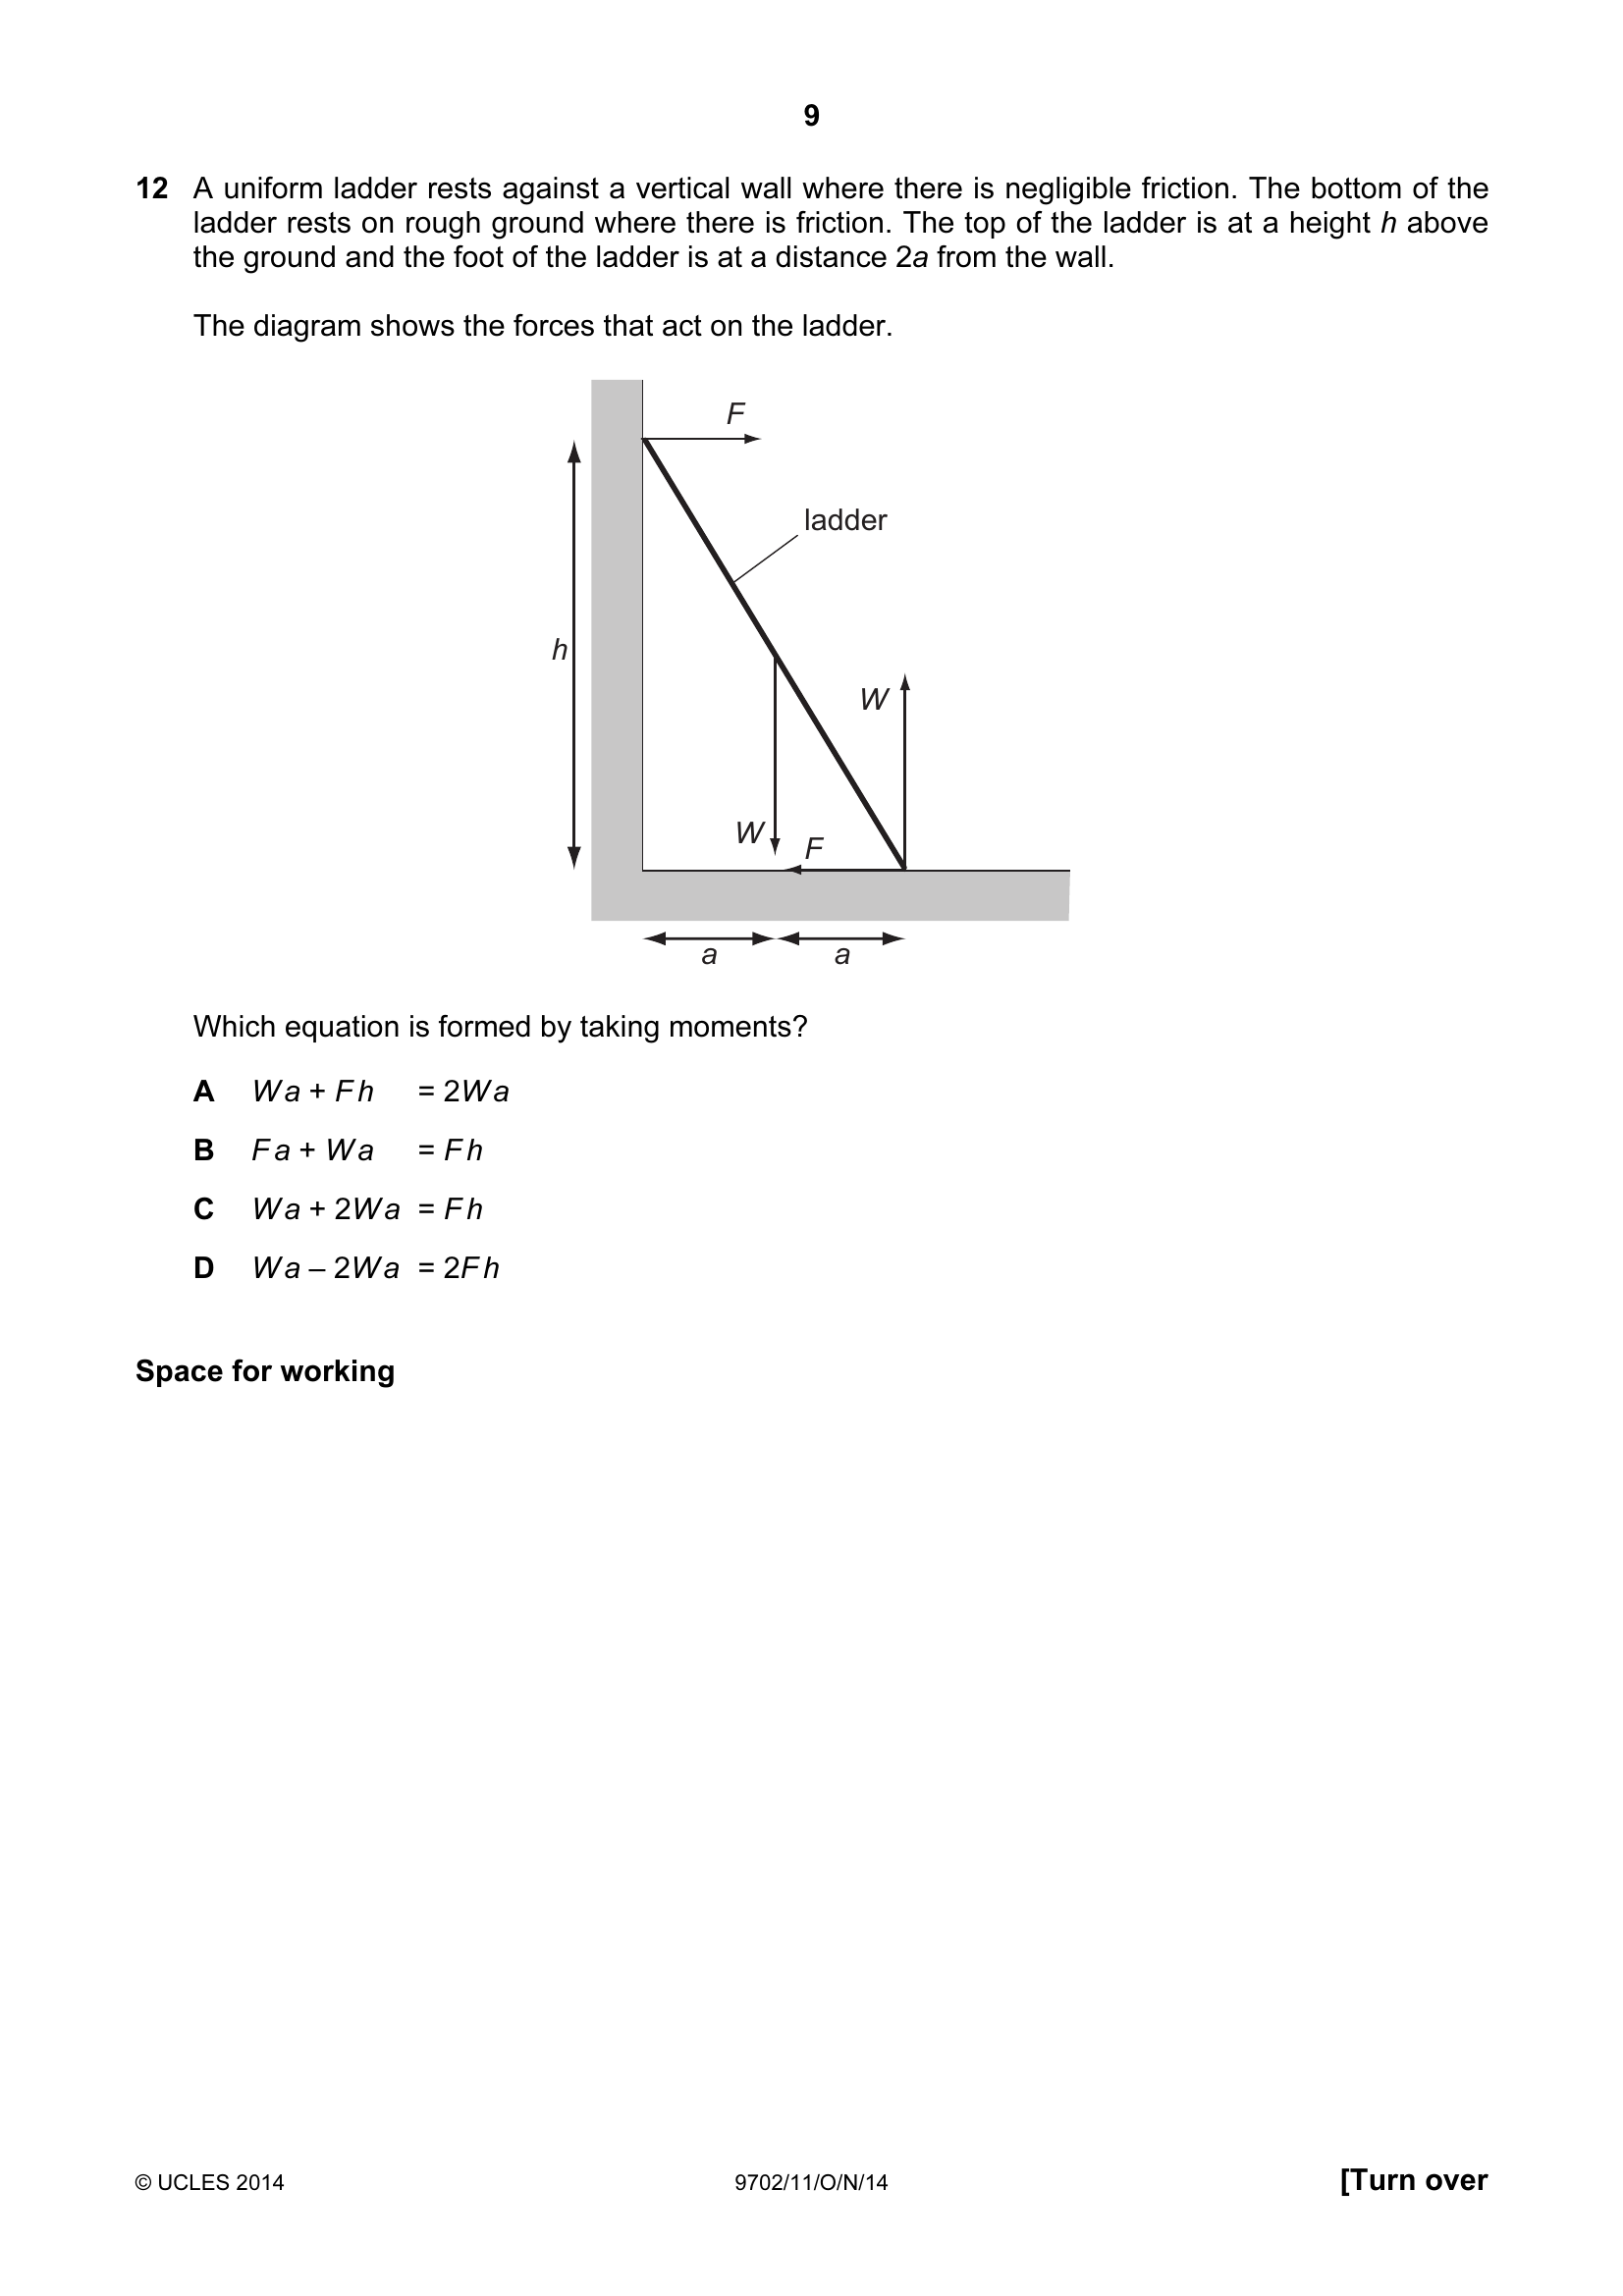 9
12 A uniform ladder rests against a vertical wall where there is negligible friction. The bottom of the
ladder rests on rough ground where there is friction. The top of the ladder is at a height h above
the ground and the foot of the ladder is at a distance 2a from the wall.
The diagram shows the forces that act on the ladder.
F
ladder
h
W
W
F
a a
Which equation is formed by taking moments?
A Wa + Fh = 2Wa
B Fa + Wa = Fh
C Wa + 2Wa = Fh
D Wa – 2Wa = 2Fh
Space for working
© UCLES 2014 9702/11/O/N/14 [Turn over